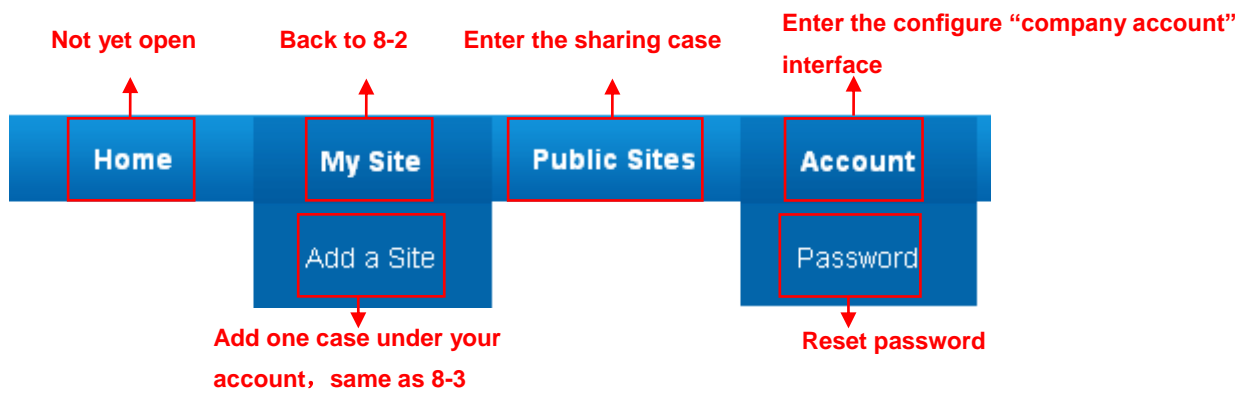 Not yet open
Back to 8-2
Enter the sharing case
Enter the configure “company account”
interface
Home
My Site
Public Sites
Account
Add a Site
Password
Add one case under your
account，same as 8-3
Reset password